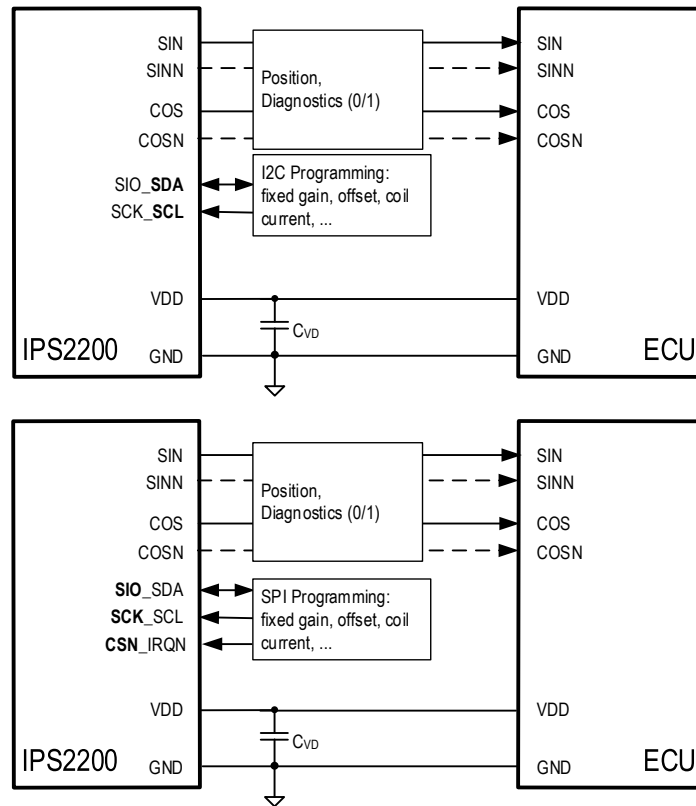 SIN
SINN
COS
COSN
SIO_SDA
SCK_SCL
VDD
GND
IPS2200
Position,
Diagnostics (0/1)
I2C Programming:
fixed gain, offset, coil
current, ...
CVD
SIN
SINN
COS
COSN
VDD
GND
ECU
SIN
SINN
COS
COSN
SIO_SDA
SCK_SCL
CSN_IRQN
VDD
GND
IPS2200
Position,
Diagnostics (0/1)
SPI Programming:
fixed gain, offset, coil
current, ...
CVD
SIN
SINN
COS
COSN
VDD
GND
ECU